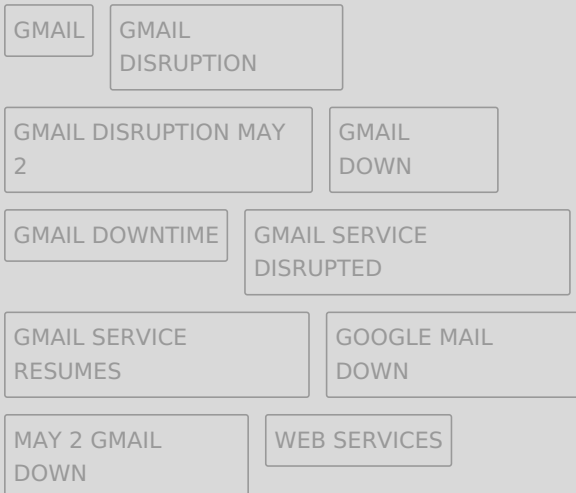 GMAIL
GMAIL
DISRUPTION
GMAIL DISRUPTION MAY
2
GMAIL
DOWN
GMAIL DOWNTIME
GMAIL SERVICE
DISRUPTED
GMAIL SERVICE
RESUMES
GOOGLE MAIL
DOWN
MAY 2 GMAIL
DOWN
WEB SERVICES